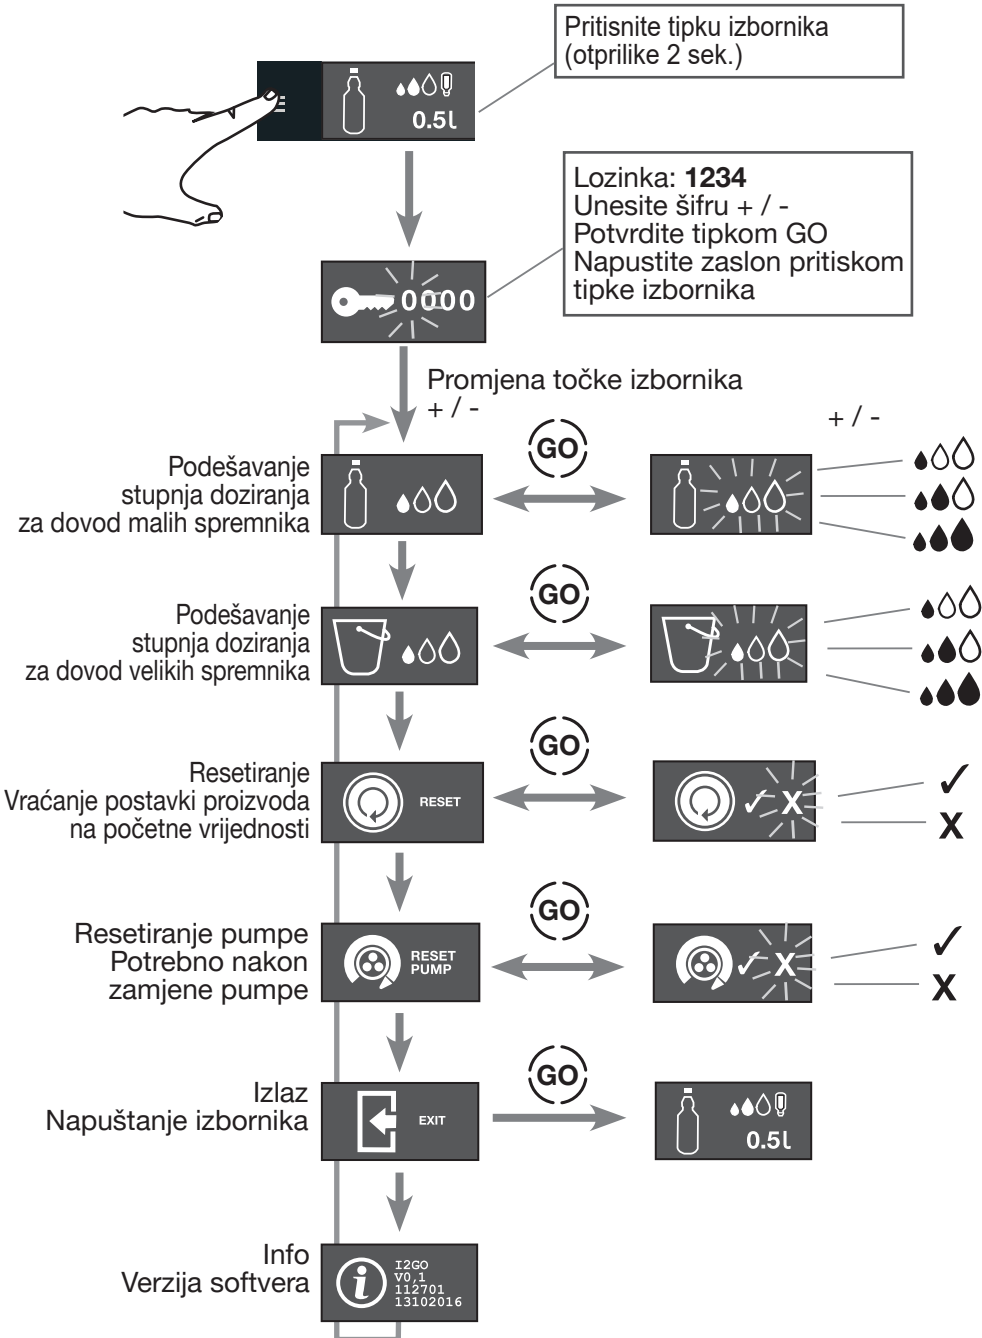 Pritisnite tipku izbornika
(otprilike 2 sek.)
0.5l
Lozinka: 1234
Unesite šifru + / -
Potvrdite tipkom GO
Napustite zaslon pritiskom
tipke izbornika
0000
Promjena točke izbornika
+ / -
+ / -
Podešavanje
stupnja doziranja
za dovod malih spremnika
GO
Podešavanje
stupnja doziranja
za dovod velikih spremnika
GO
Resetiranje
Vraćanje postavki proizvoda
na početne vrijednosti
RESET
GO
✓ X
✓
X
Resetiranje pumpe
Potrebno nakon
zamjene pumpe
RESET
PUMP
GO
✓ X
✓
X
Izlaz
Napuštanje izbornika
EXIT
GO
0.5l
Info
Verzija softvera
i
I2GO
V0,1
112701
13102016